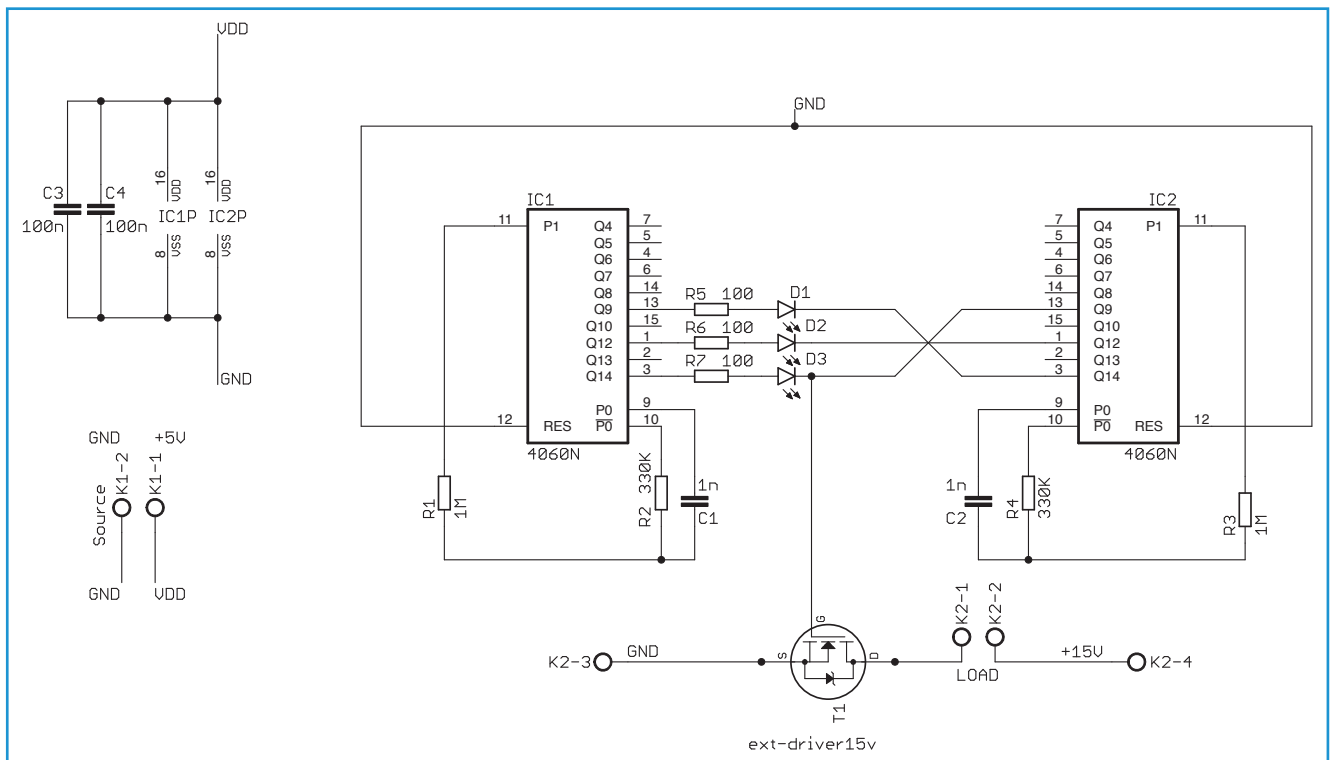 VDD
C3
100n
C4
100n
16
VDD
IC1P
VSS
8
16
VDD
IC2P
VSS
8
GND
GND
+5V
K1-2
K1-1
Source
GND
VDD
GND
IC1
11
P1
Q4
7
Q5
5
Q6
4
Q7
6
Q8
14
Q9
13
Q10
15
Q12
1
Q13
2
Q14
3
P0
9
P0
10
12
RES
4060N
R5 100
D1
R6 100
D2
R7 100
D3
R1
1M
R2
330K
1n
C1
IC2
7
Q4
5
Q5
4
Q6
6
Q7
14
Q8
13
Q9
15
Q10
1
Q12
2
Q13
3
Q14
9
P0
10
P0
P1
11
RES
12
4060N
1n
C2
R4
330K
R3
1M
K2-3
GND
S
G
D
T1
K2-1
K2-2
LOAD
+15V
K2-4
ext-driver15v